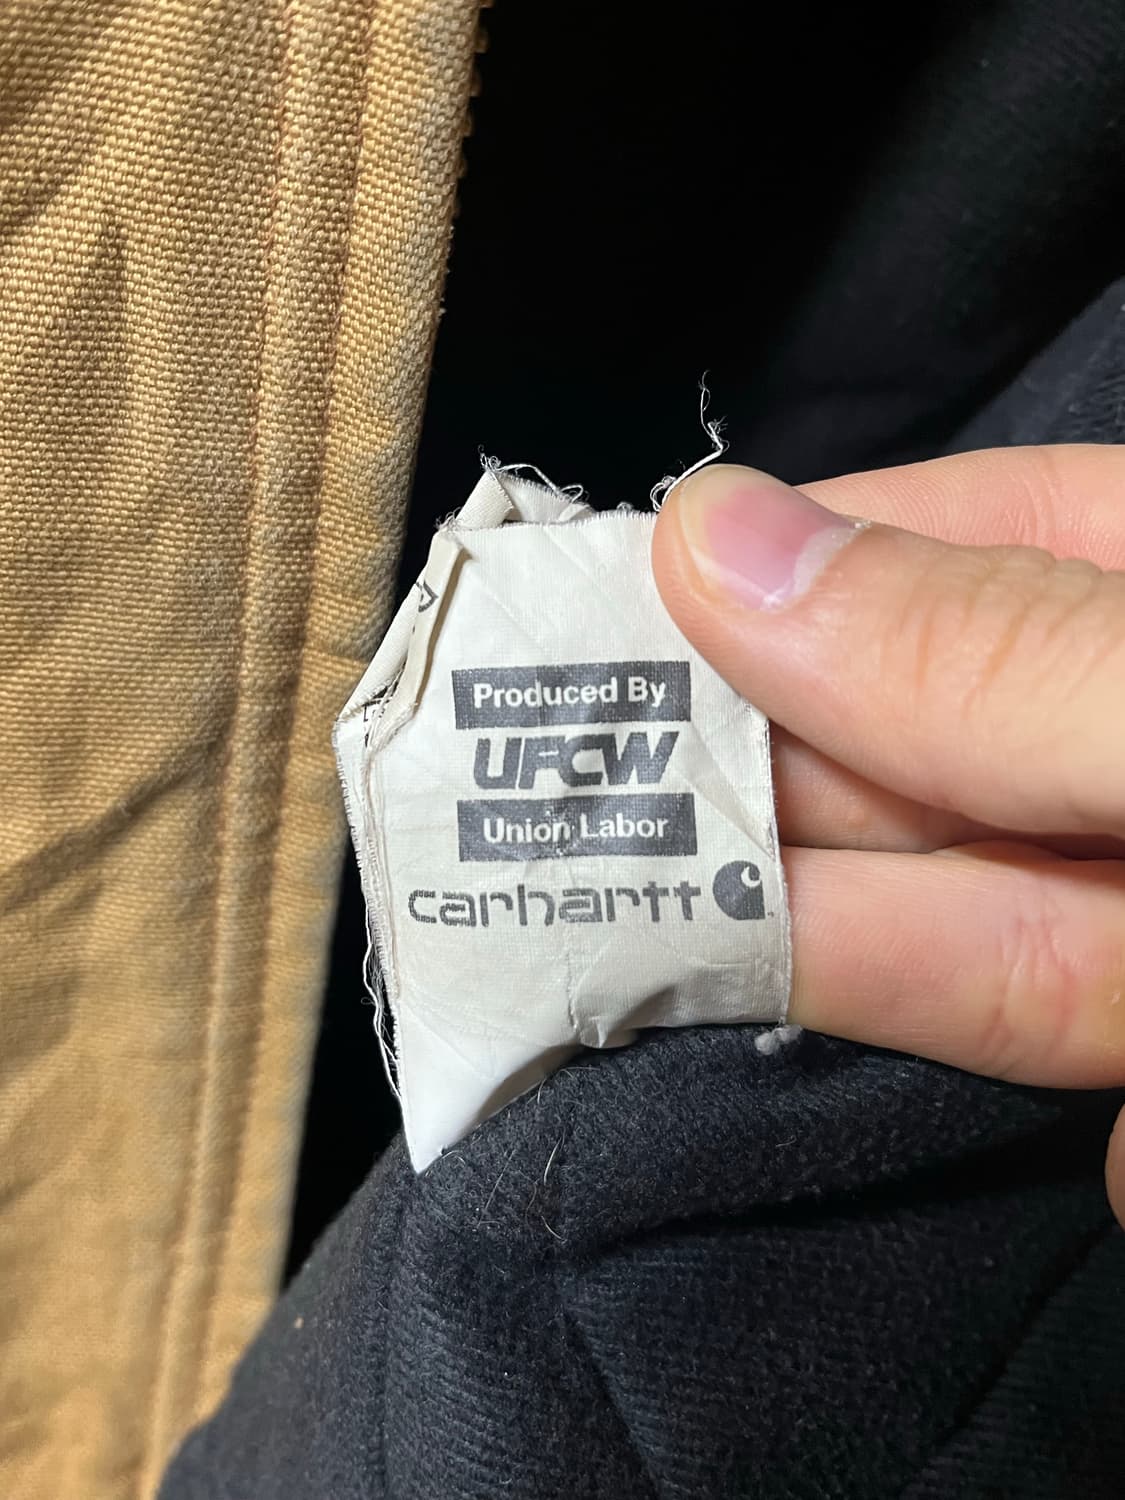 Produced By
UFCW
Union Labor
carhartt